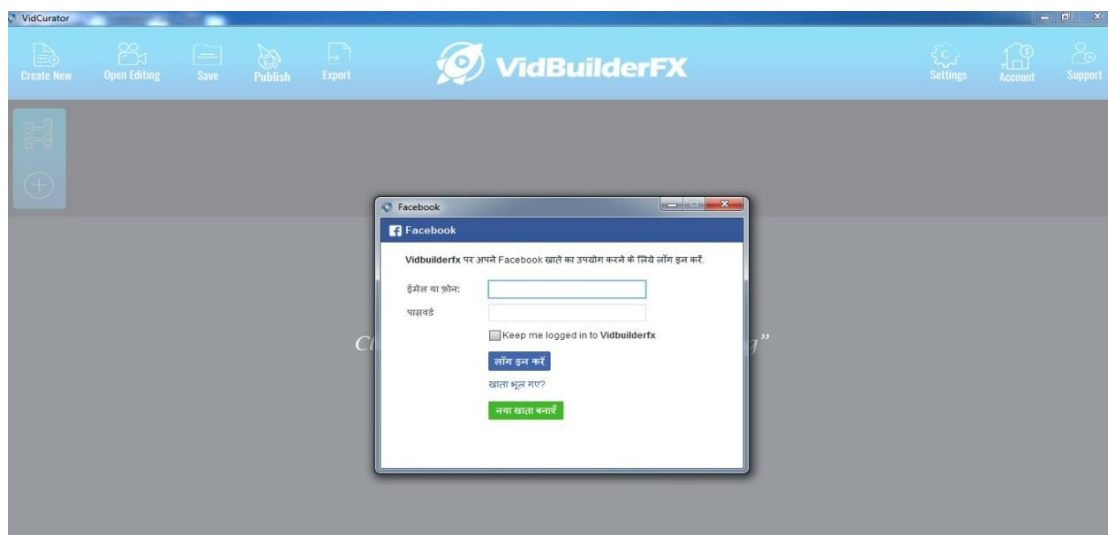 VidCurator
Create New
Open Editing
Save
Publish
Export
VidBuilderFX
Settings
Account
Support
Facebook
Facebook
Vidbuilderfx पर अपने Facebook खाते का उपयोग करने के लिये लॉग इन करें.
ईमेल या फ़ोन:
पासवर्ड
Keep me logged in to Vidbuilderfx
लॉग इन करें
खाता भूल गए?
नया खाता बनाएँ